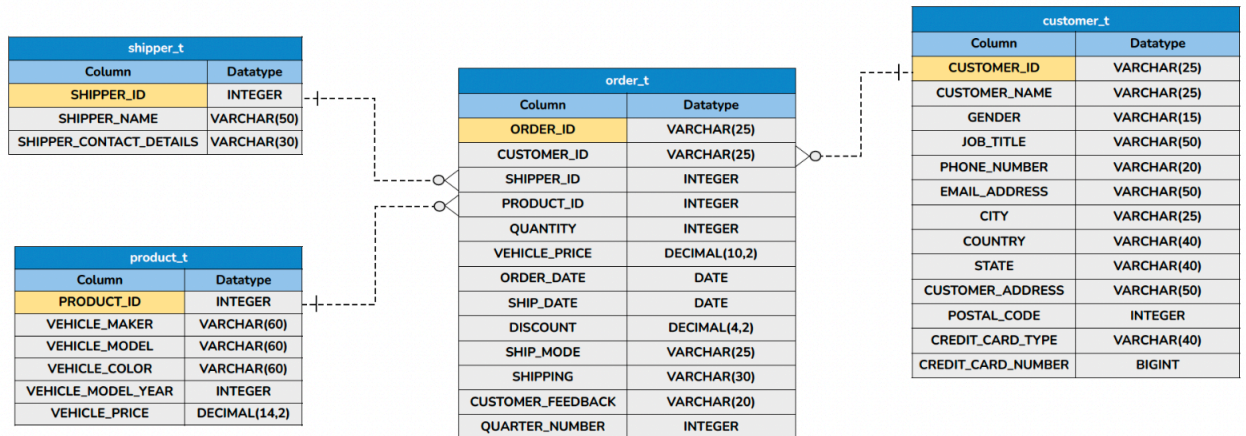 shipper_t
Column Datatype
SHIPPER_ID INTEGER
SHIPPER_NAME VARCHAR(50)
SHIPPER_CONTACT_DETAILS VARCHAR(30)
product_t
Column Datatype
PRODUCT_ID INTEGER
VEHICLE_MAKER VARCHAR(60)
VEHICLE_MODEL VARCHAR(60)
VEHICLE_COLOR VARCHAR(60)
VEHICLE_MODEL_YEAR INTEGER
VEHICLE_PRICE DECIMAL(14,2)
order_t
Column Datatype
ORDER_ID VARCHAR(25)
CUSTOMER_ID VARCHAR(25)
SHIPPER_ID INTEGER
PRODUCT_ID INTEGER
QUANTITY INTEGER
VEHICLE_PRICE DECIMAL(10,2)
ORDER_DATE DATE
SHIP_DATE DATE
DISCOUNT DECIMAL(4,2)
SHIP_MODE VARCHAR(25)
SHIPPING VARCHAR(30)
CUSTOMER_FEEDBACK VARCHAR(20)
QUARTER_NUMBER INTEGER
customer_t
Column Datatype
CUSTOMER_ID VARCHAR(25)
CUSTOMER_NAME VARCHAR(25)
GENDER VARCHAR(15)
JOB_TITLE VARCHAR(50)
PHONE_NUMBER VARCHAR(20)
EMAIL_ADDRESS VARCHAR(50)
CITY VARCHAR(25)
COUNTRY VARCHAR(40)
STATE VARCHAR(40)
CUSTOMER_ADDRESS VARCHAR(50)
POSTAL_CODE INTEGER
CREDIT_CARD_TYPE VARCHAR(40)
CREDIT_CARD_NUMBER BIGINT